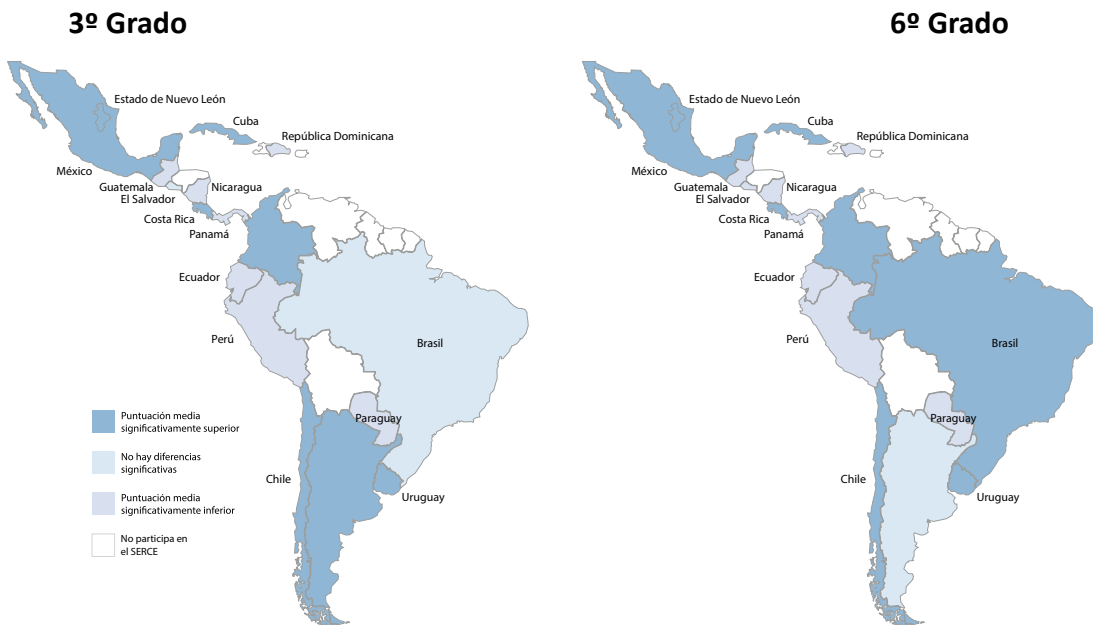 3º Grado
Estado de Nuevo León
Cuba
República Dominicana
México
Guatemala
Nicaragua
El Salvador
Costa Rica
Panamá
Ecuador
Perú
Brasil
Paraguay
Chile
Uruguay
Puntuación media
significativamente superior
No hay diferencias
significativas
Puntuación media
significativamente inferior
No participa en
el SERCE
6º Grado
Estado de Nuevo León
Cuba
República Dominicana
México
Guatemala
Nicaragua
El Salvador
Costa Rica
Panamá
Ecuador
Perú
Brasil
Paraguay
Chile
Uruguay